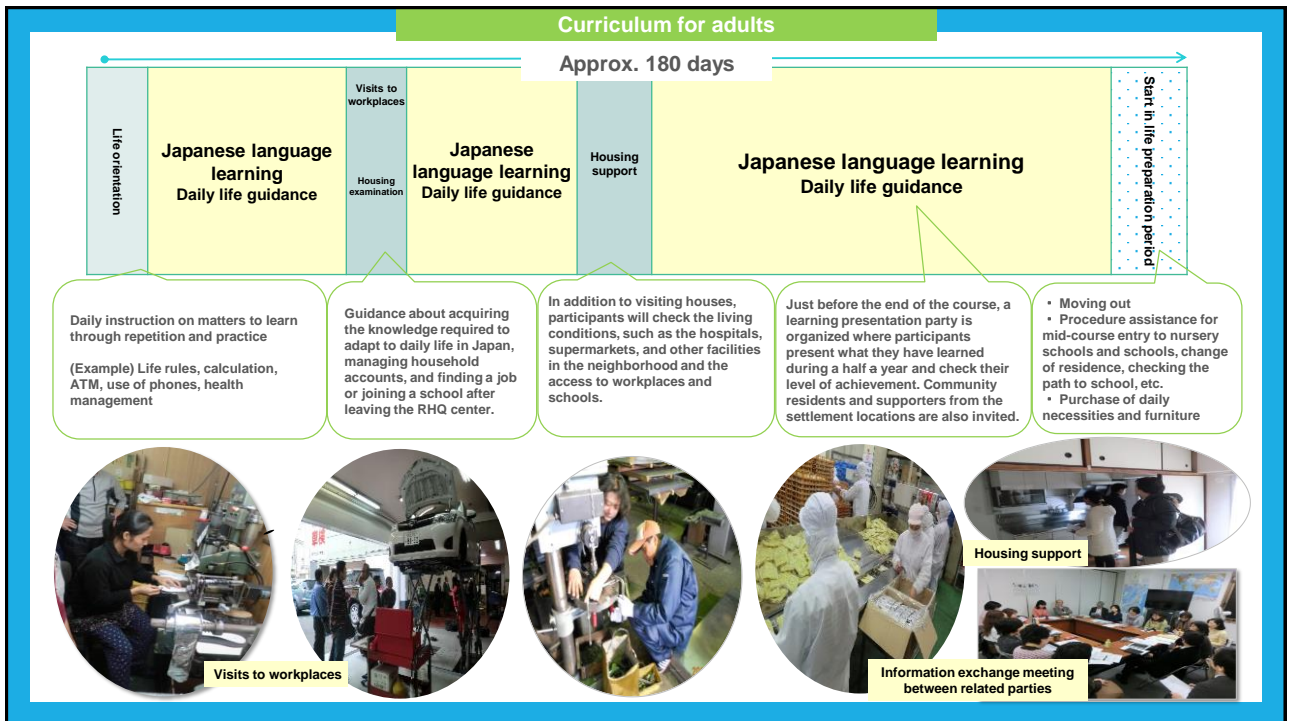 Curriculum for adults
Approx. 180 days
Life orientation
Japanese language
learning
Daily life guidance
Visits to
workplaces
Housing
examination
Japanese
language learning
Daily life guidance
Housing
support
Japanese language learning
Daily life guidance
Start in life preparation period
Daily instruction on matters to learn
through repetition and practice
(Example) Life rules, calculation,
ATM, use of phones, health
management
Guidance about acquiring
the knowledge required to
adapt to daily life in Japan,
managing household
accounts, and finding a job
or joining a school after
leaving the RHQ center.
In addition to visiting houses,
participants will check the living
conditions, such as the hospitals,
supermarkets, and other facilities
in the neighborhood and the
access to workplaces and
schools.
Just before the end of the course, a
learning presentation party is
organized where participants
present what they have learned
during a half a year and check their
level of achievement. Community
residents and supporters from the
settlement locations are also invited.
・ Moving out
・ Procedure assistance for
mid-course entry to nursery
schools and schools, change
of residence, checking the
path to school, etc.
・ Purchase of daily
necessities and furniture
Visits to workplaces
Housing support
Information exchange meeting
between related parties